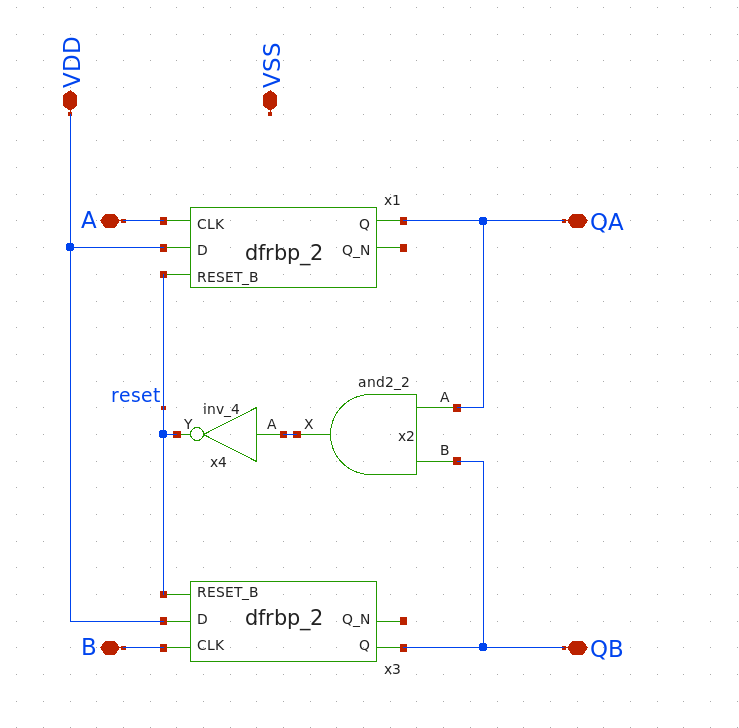 VDD
VSS
x1
A
CLK
Q
QA
D
dfrbp_2
Q_N
RESET_B
and2_2
reset
inv_4
A
Y
A
X
x2
x4
B
RESET_B
D
dfrbp_2
Q_N
B
CLK
Q
QB
x3